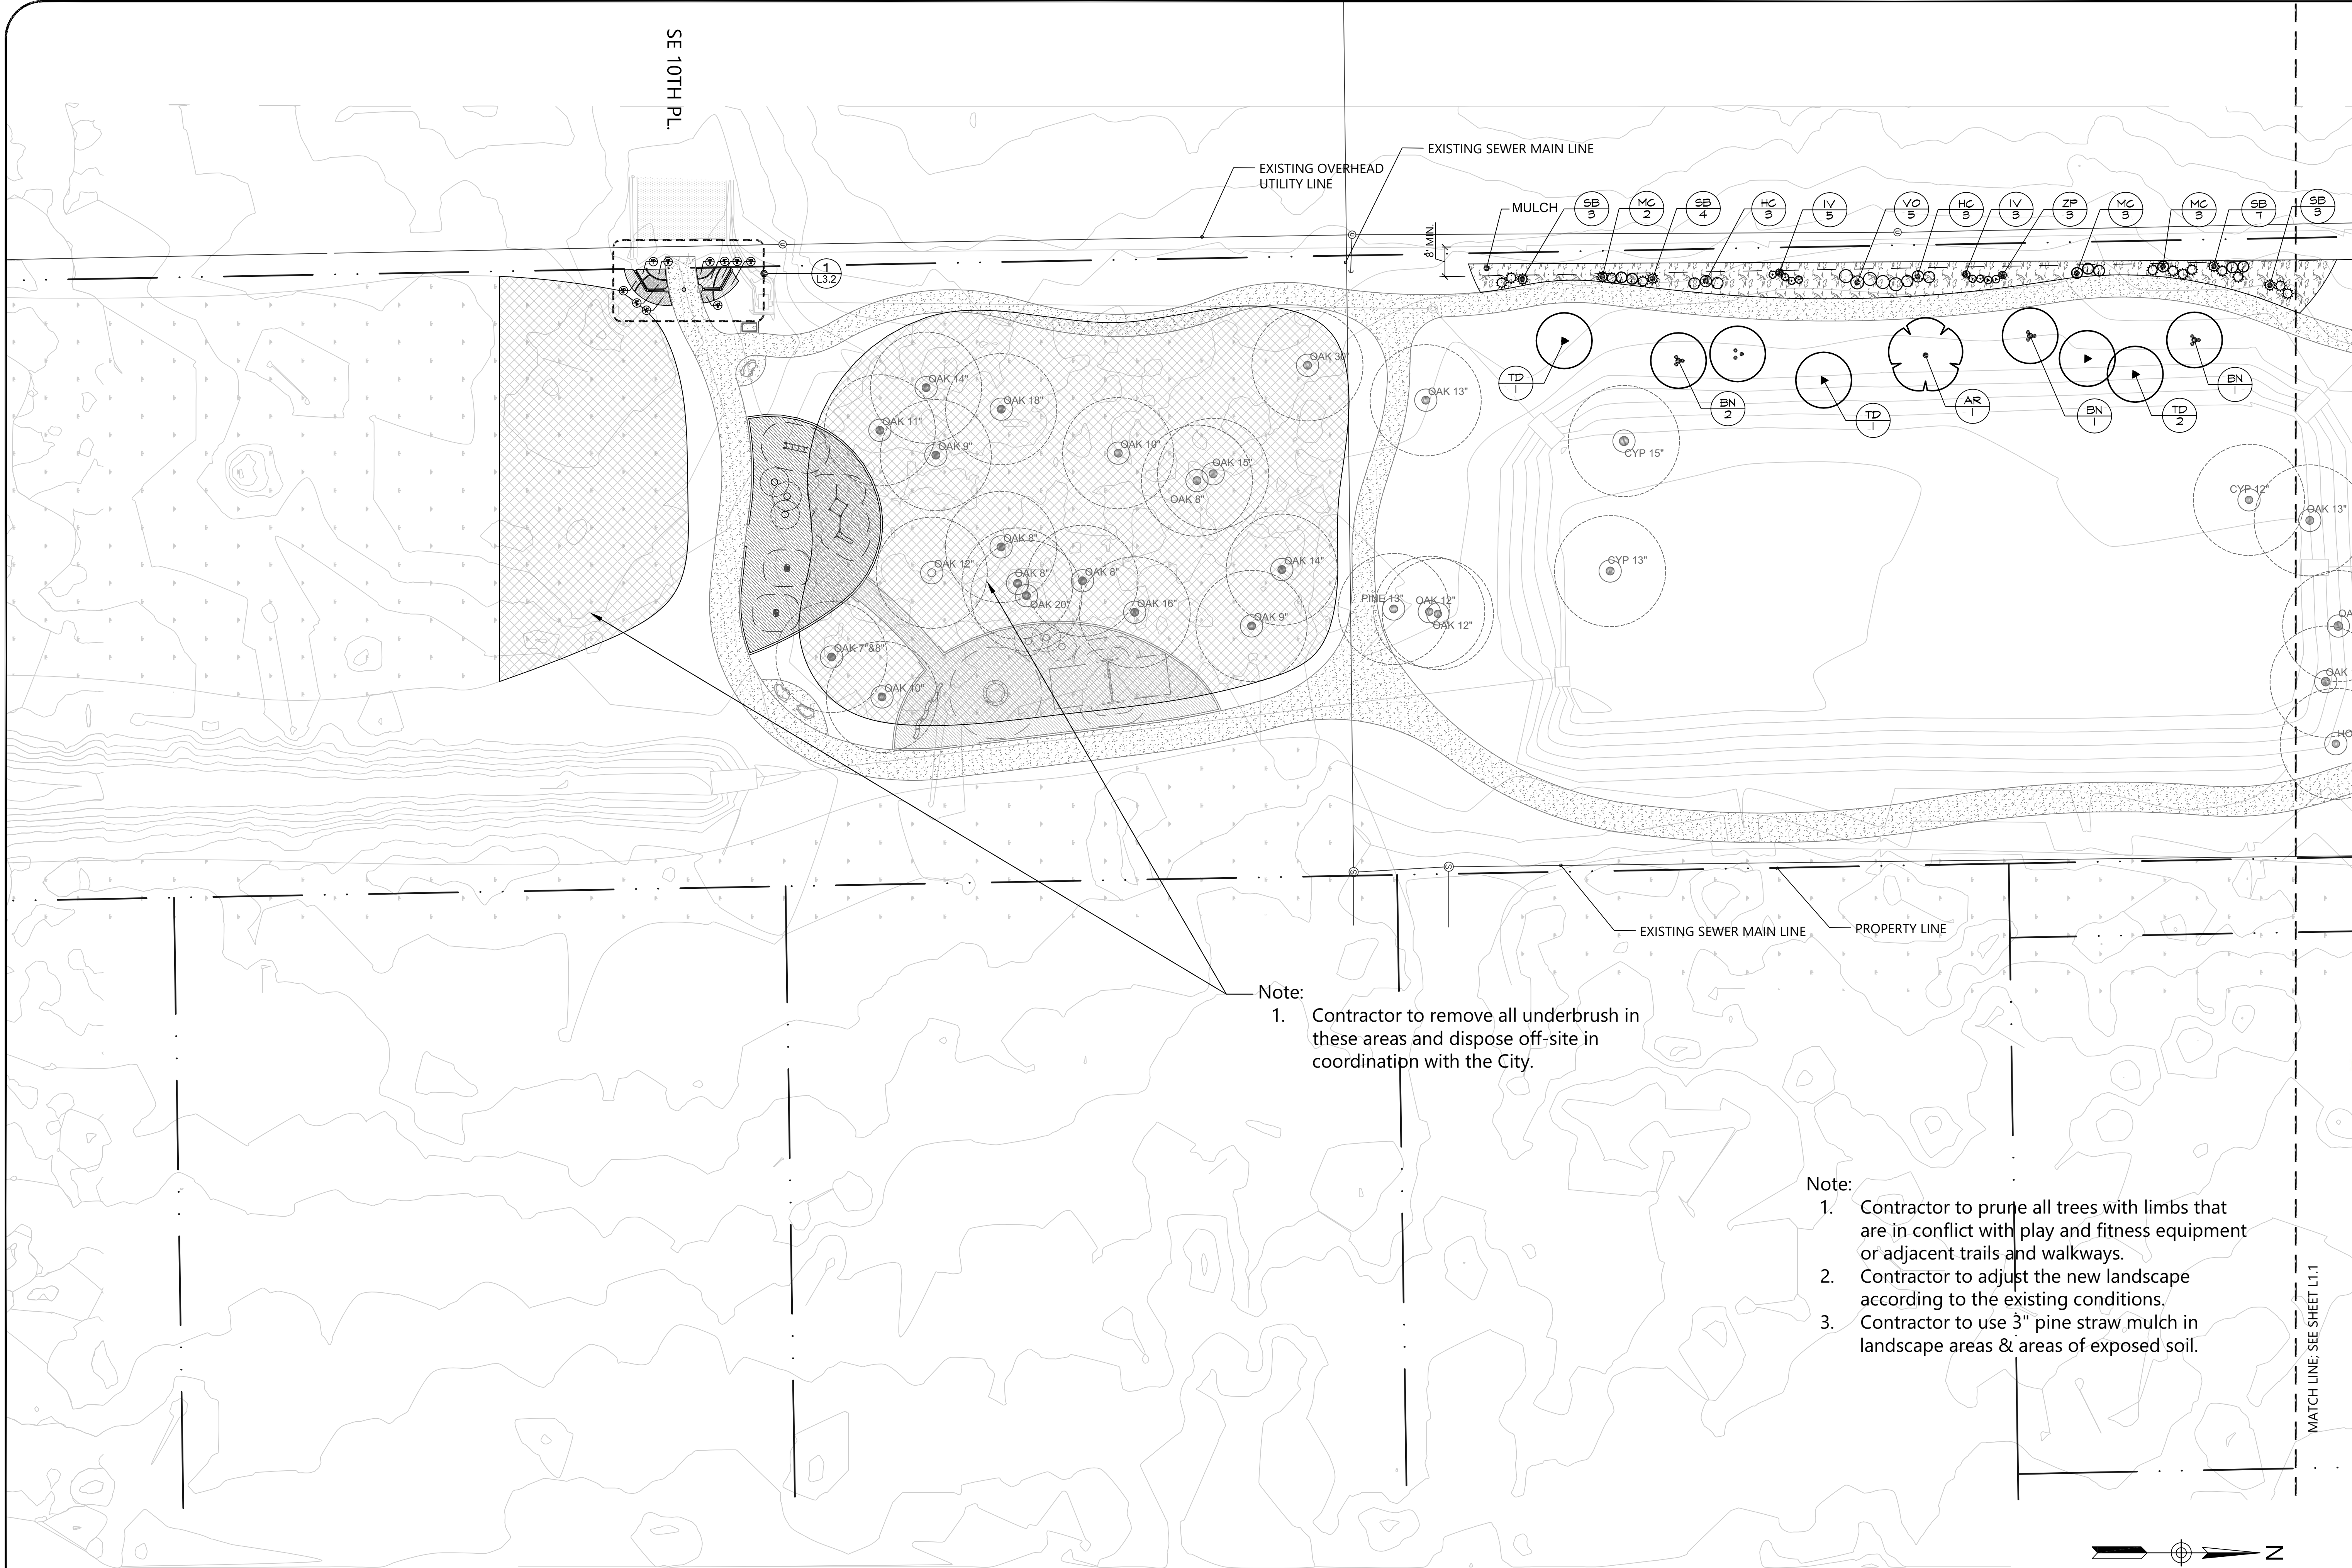 SE 10TH PL.
EXISTING SEWER MAIN LINE
EXISTING OVERHEAD
UTILITY LINE
MULCH
8' MIN.
SB
3
MC
2
SB
4
HC
3
IV
5
VO
5
HC
3
IV
3
ZP
3
MC
3
MC
3
SB
7
SB
3
1
L3.2
TD
1
BN
2
TD
1
AR
1
BN
1
TD
2
BN
1
OAK 30"
OAK 14"
OAK 18"
OAK 13"
OAK 11"
OAK 9"
OAK 10"
OAK 15"
OAK 8"
CYP 15"
CYP 12"
OAK 13"
OAK 8"
OAK 12"
OAK 8"
OAK 8"
OAK 20"
OAK 16"
OAK 14"
OAK 9"
CYP 13"
PINE 13"
OAK 12"
OAK 12"
OA
OAK 7"&8"
OAK 10"
OAK
HO
S
S
EXISTING SEWER MAIN LINE
PROPERTY LINE
Note:
1. Contractor to remove all underbrush in
these areas and dispose off-site in
coordination with the City.
Note:
1. Contractor to prune all trees with limbs that
are in conflict with play and fitness equipment
or adjacent trails and walkways.
2. Contractor to adjust the new landscape
according to the existing conditions.
3. Contractor to use 3" pine straw mulch in
landscape areas & areas of exposed soil.
MATCH LINE; SEE SHEET L1.1
N